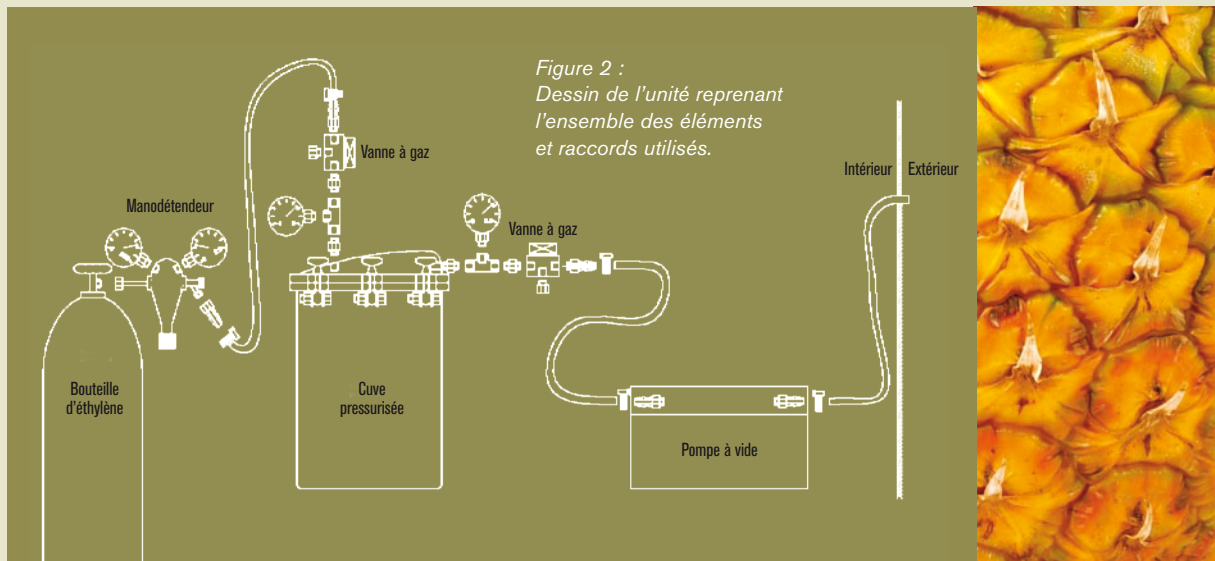 Figure 2 :
Dessin de l'unité reprenant
l'ensemble des éléments
et raccords utilisés.
Vanne à gaz
Intérieur
Extérieur
Manodétendeur
Vanne à gaz
Bouteille
d'éthylène
Cuve
pressurisée
Pompe à vide